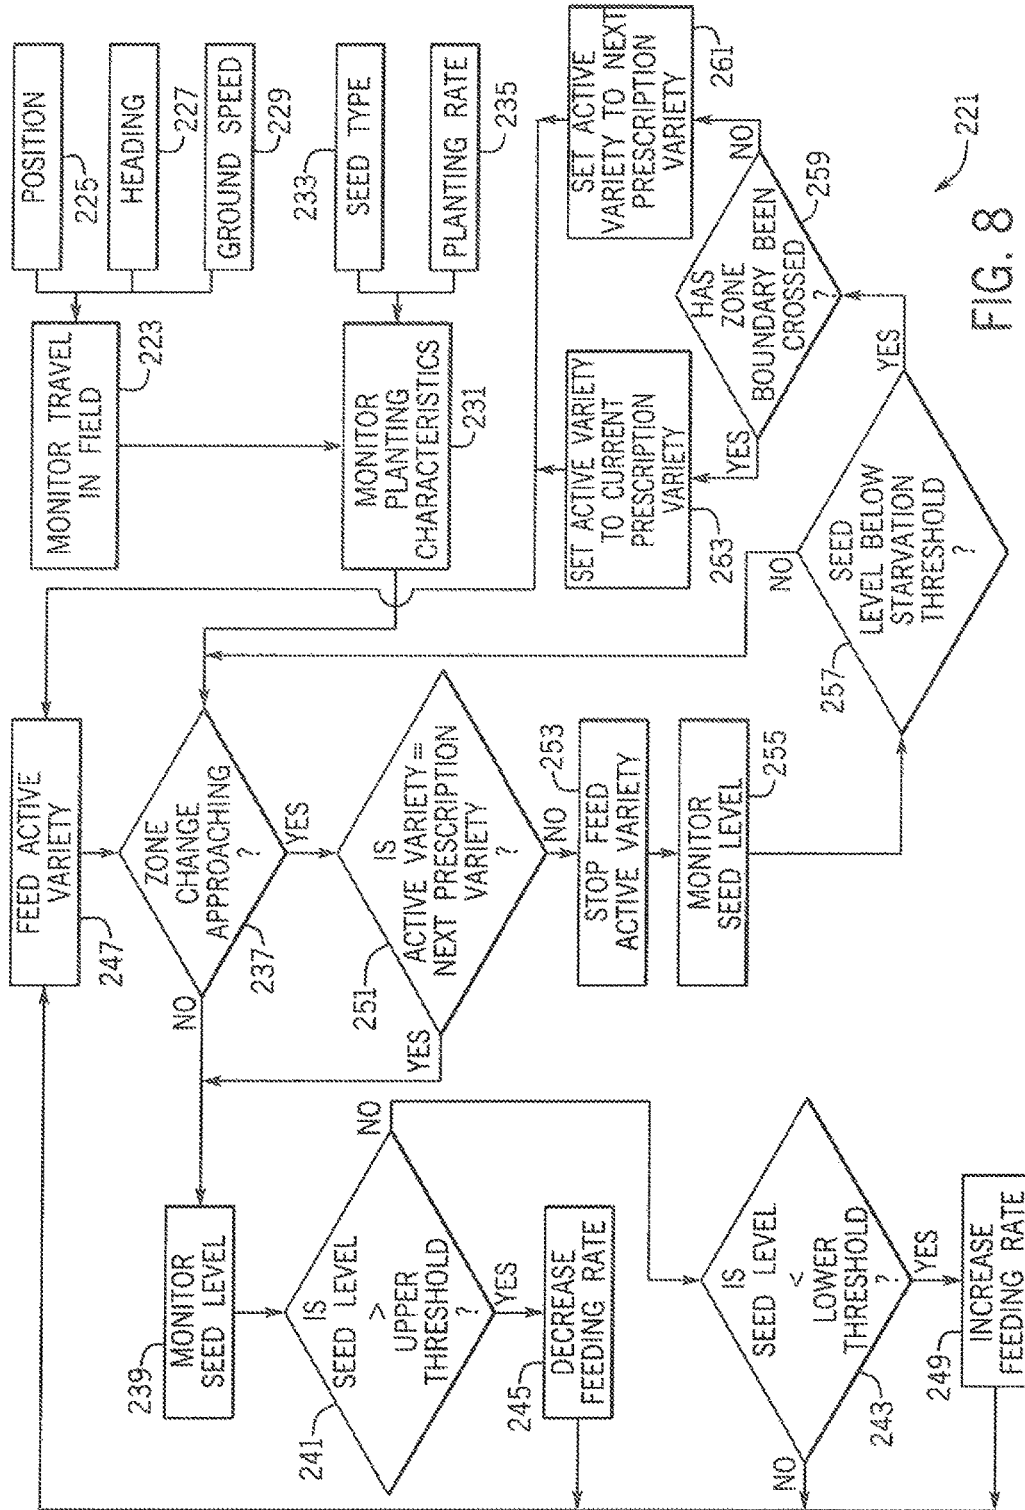 POSITION
225
HEADING
227
GROUND SPEED
229
SEED TYPE
233
PLANTING RATE
235
MONITOR TRAVEL
IN FIELD
223
MONITOR
PLANTING
CHARACTERISTICS
231
FEED ACTIVE
VARIETY
247
ZONE
CHANGE
APPROACHING
?
237
NO
YES
IS
ACTIVE VARIETY =
NEXT PRESCRIPTION
VARIETY
?
251
YES
NO
STOP FEED
ACTIVE VARIETY
253
MONITOR
SEED LEVEL
255
SEED
LEVEL BELOW
STARVATION
THRESHOLD
?
257
NO
YES
HAS
ZONE
BOUNDARY BEEN
CROSSED
?
259
YES
NO
SET ACTIVE
VARIETY TO NEXT
PRESCRIPTION
VARIETY
261
SET ACTIVE VARIETY
TO CURRENT
PRESCRIPTION
VARIETY
263
MONITOR
SEED LEVEL
239
IS
SEED LEVEL
>
UPPER
THRESHOLD
?
241
NO
YES
DECREASE
FEEDING RATE
245
IS
SEED LEVEL
<
LOWER
THRESHOLD
?
243
NO
YES
INCREASE
FEEDING RATE
249
221
FIG. 8